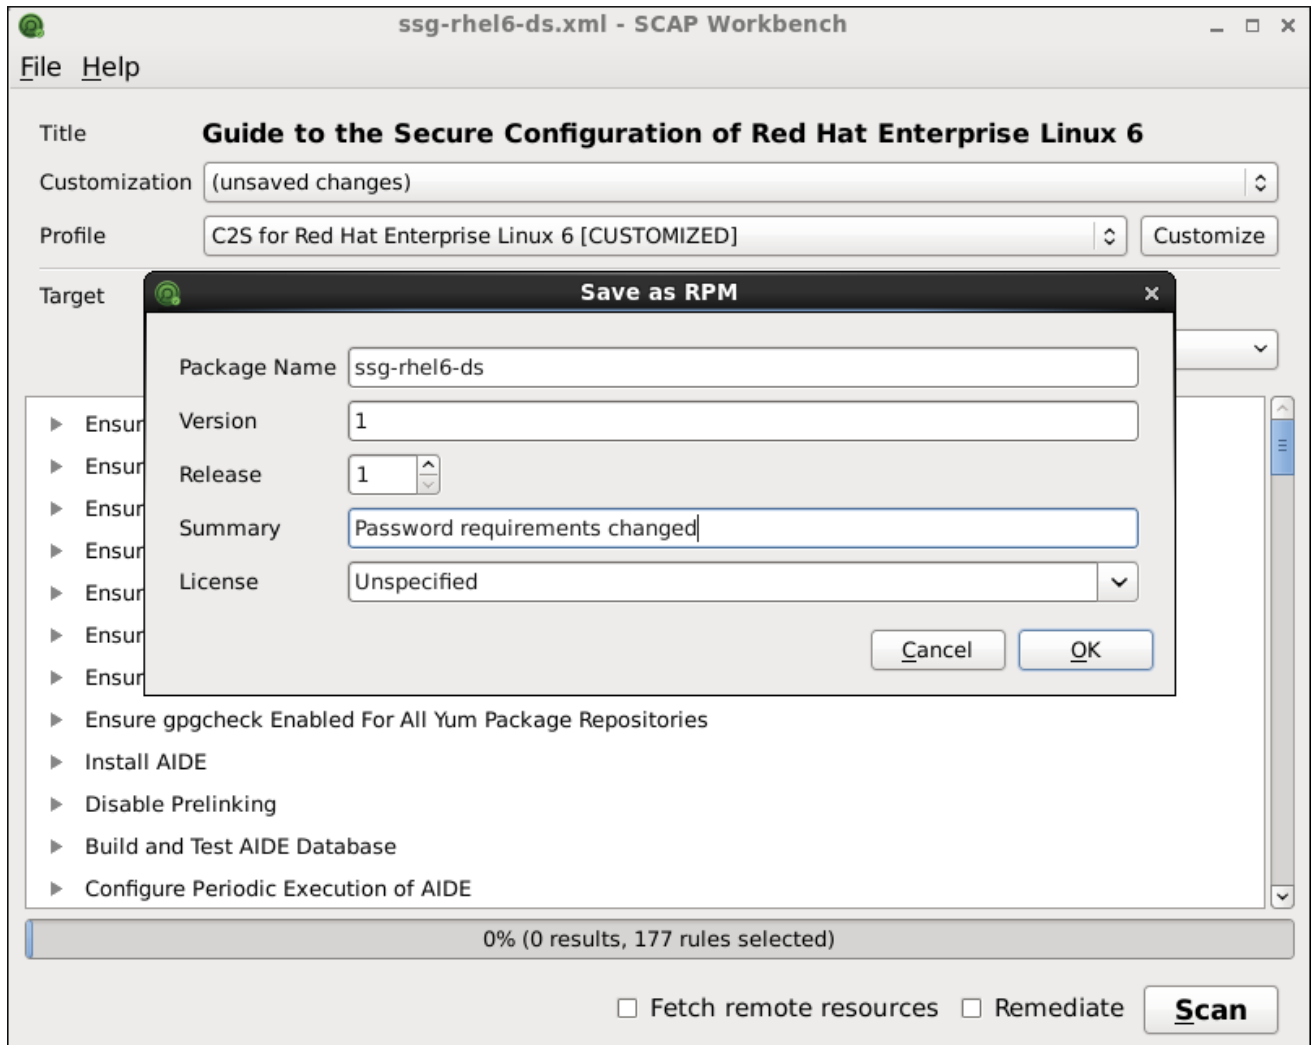 ssg-rhel6-ds.xml - SCAP Workbench
File Help
Title Guide to the Secure Configuration of Red Hat Enterprise Linux 6
Customization (unsaved changes)
Profile C2S for Red Hat Enterprise Linux 6 [CUSTOMIZED] Customize
Target
Save as RPM
Package Name ssg-rhel6-ds
Version 1
Release 1
Summary Password requirements changed
License Unspecified
Cancel OK
Ensur
Ensur
Ensur
Ensur
Ensur
Ensur
Ensur
Ensure gpgcheck Enabled For All Yum Package Repositories
Install AIDE
Disable Prelinking
Build and Test AIDE Database
Configure Periodic Execution of AIDE
0% (0 results, 177 rules selected)
Fetch remote resources Remediate Scan